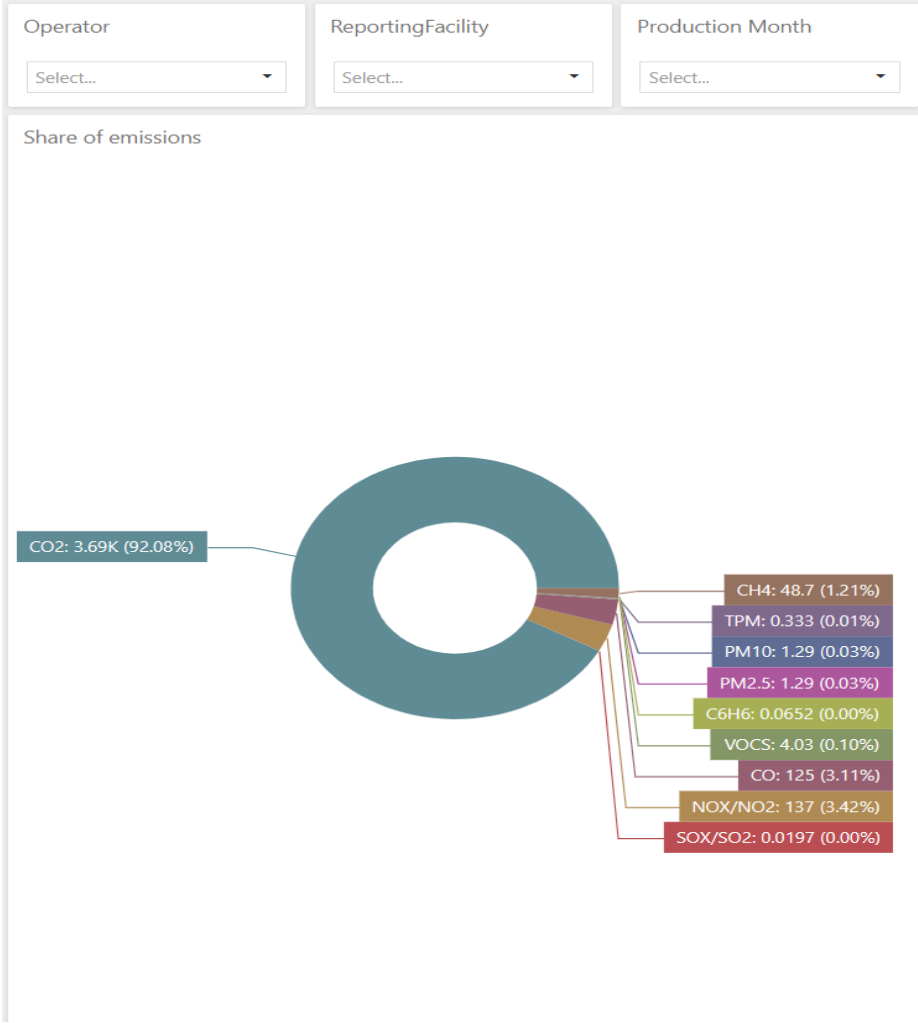 Operator
ReportingFacility
Production Month
Select...
Select...
Select...
Share of emissions
CO2: 3.69K (92.08%)
CH4: 48.7 (1.21%)
TPM: 0.333 (0.01%)
PM10: 1.29 (0.03%)
PM2.5: 1.29 (0.03%)
C6H6: 0.0652 (0.00%)
VOCS: 4.03 (0.10%)
CO: 125 (3.11%)
NOX/NO2: 137 (3.42%)
SOX/SO2: 0.0197 (0.00%)